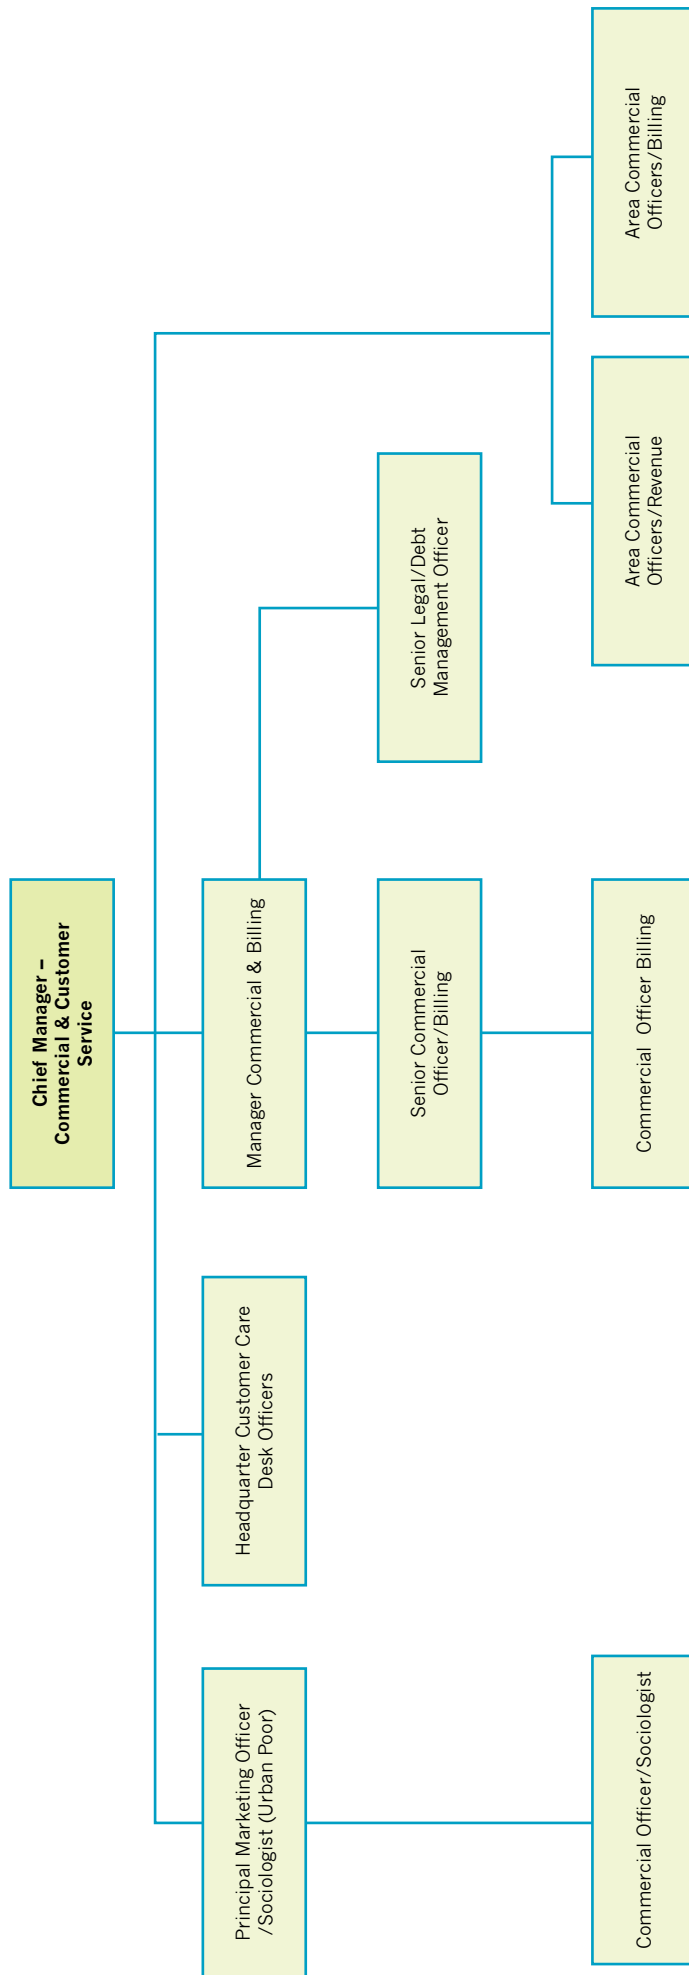 Chief Manager –
Commercial & Customer
Service
Principal Marketing Officer
/Sociologist (Urban Poor)
Headquarter Customer Care
Desk Officers
Manager Commercial & Billing
Senior Commercial
Officer/Billing
Senior Legal/Debt
Management Officer
Commercial Officer/Sociologist
Commercial Officer Billing
Area Commercial
Officers/Revenue
Area Commercial
Officers/Billing